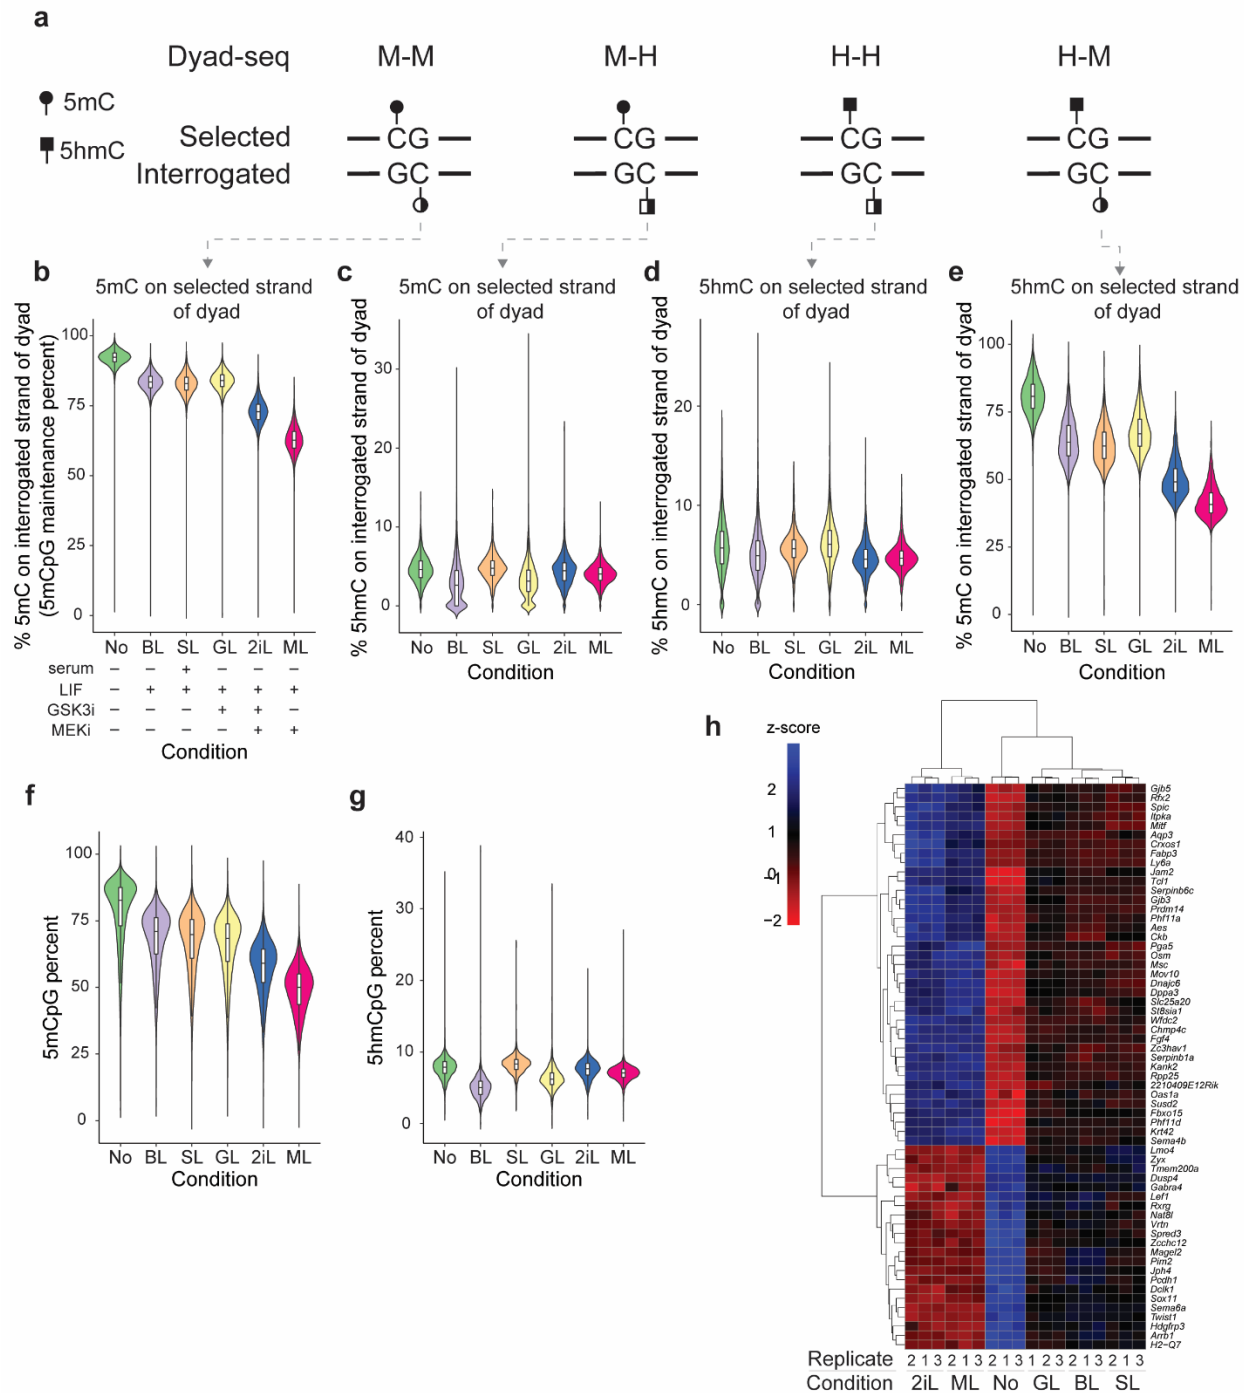 a
Dyad-seq M-M M-H H-H H-M
5mC
5hmC
Selected CG CG CG CG
Interrogated GC GC GC GC
b
5mC on selected strand
of dyad
% 5mC on interrogated strand of dyad
(5mCpG maintenance percent)
100
75
50
25
0
No BL SL GL 2iL ML
serum − − + − − −
LIF − + + + + +
GSK3i − − − + + −
MEKi − − − − + +
Condition
c
5mC on selected strand
of dyad
% 5hmC on interrogated strand of dyad
30
20
10
0
No BL SL GL 2iL ML
Condition
d
5hmC on selected strand
of dyad
% 5hmC on interrogated strand of dyad
20
10
0
No BL SL GL 2iL ML
Condition
e
5hmC on selected strand
of dyad
% 5mC on interrogated strand of dyad
100
75
50
25
0
No BL SL GL 2iL ML
Condition
f
5mCpG percent
100
75
50
25
0
No BL SL GL 2iL ML
Condition
g
5hmCpG percent
40
30
20
10
0
No BL SL GL 2iL ML
Condition
h
z-score
2
1
0
−1
−2
Gjb5
Rfx2
Spic
Itpka
Mitf
Aqp3
Crxos1
Fabp3
Ly6a
Jam2
Tcl1
Serpinb6c
Gjb3
Prdm14
Phf11a
Aes
Ckb
Pga5
Osm
Msc
Mov10
Dnajc6
Dppa3
Slc25a20
St8sia1
Wfdc2
Chmp4c
Fgf4
Zc3hav1
Serpinb1a
Kank2
Rpp25
2210409E12Rik
Oas1a
Susd2
Fbxo15
Phf11d
Krt42
Sema4b
Lmo4
Zyx
Tmem200a
Dusp4
Gabra4
Lef1
Rxrg
Nat8l
Vrtn
Spred3
Zcchc12
Magel2
Pim2
Jph4
Pcdh1
Dclk1
Sox11
Sema6a
Twist1
Hdgfrp3
Arrb1
H2−Q7
Replicate 2 1 3 2 1 3 2 1 3 1 2 3 2 1 3 2 1 3
Condition 2iL ML No GL BL SL